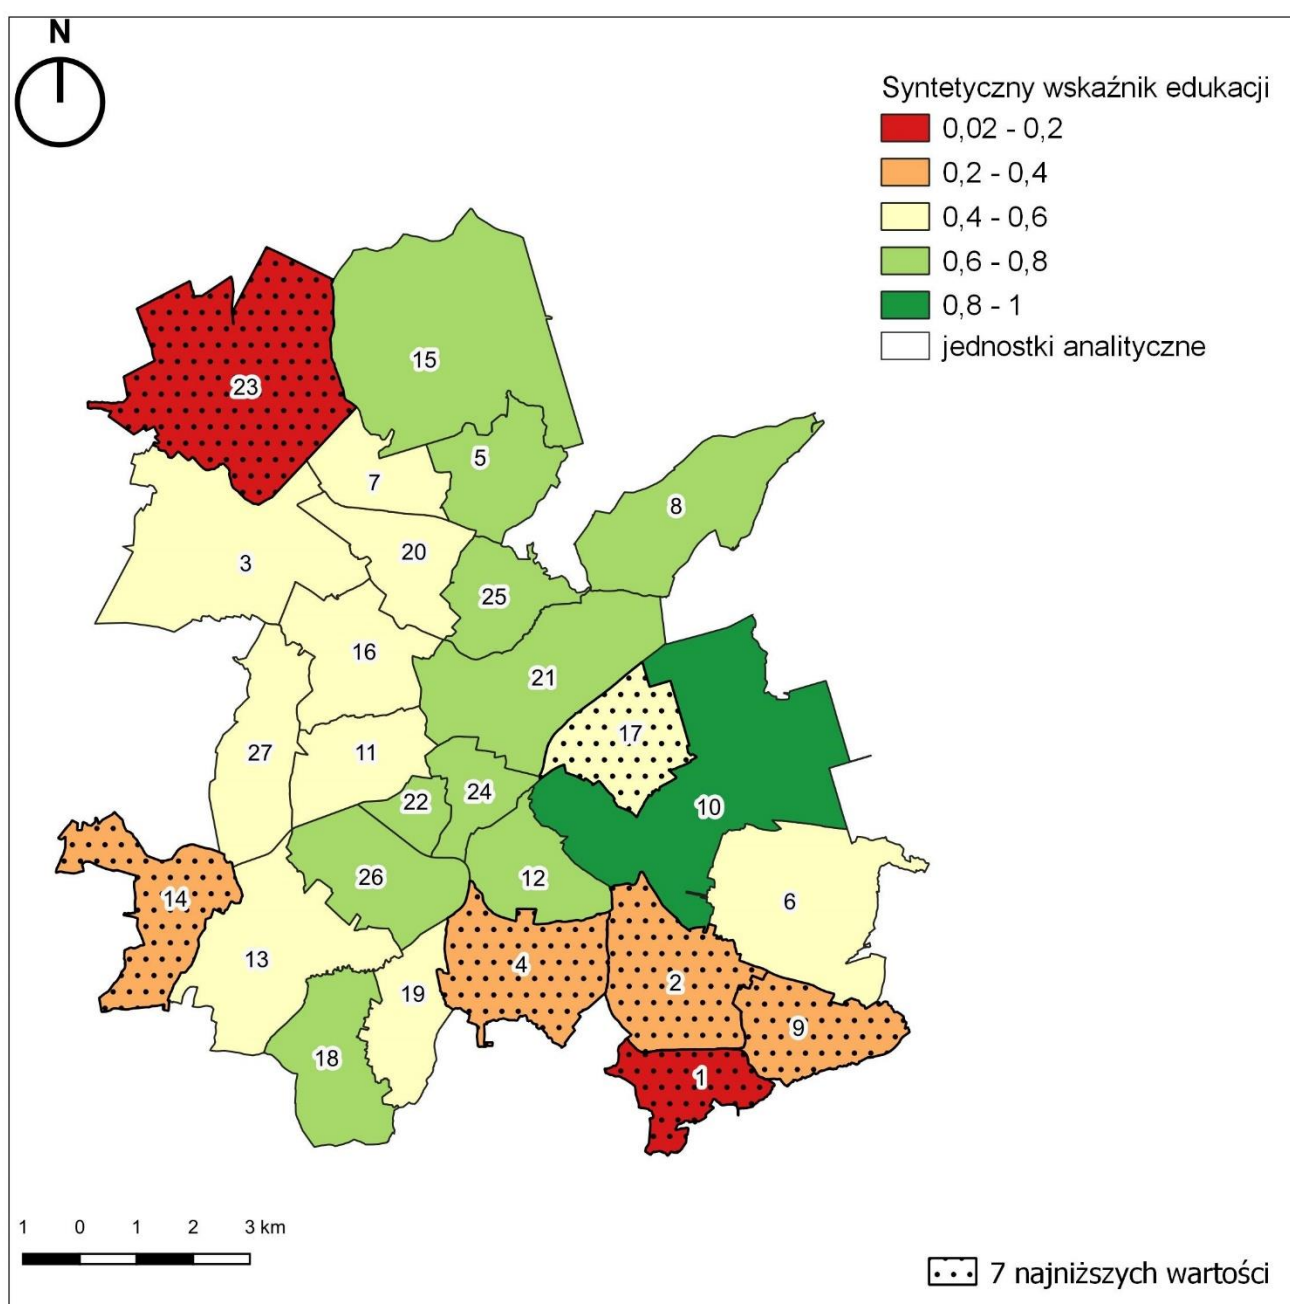 N
Syntetyczny wskaźnik edukacji
0,02 - 0,2
0,2 - 0,4
0,4 - 0,6
0,6 - 0,8
0,8 - 1
jednostki analityczne
15
23
5
7
8
20
3
25
16
21
17
27
11
24
22
10
26
12
14
6
13
4
2
19
9
18
1
1 0 1 2 3 km
7 najniższych wartości